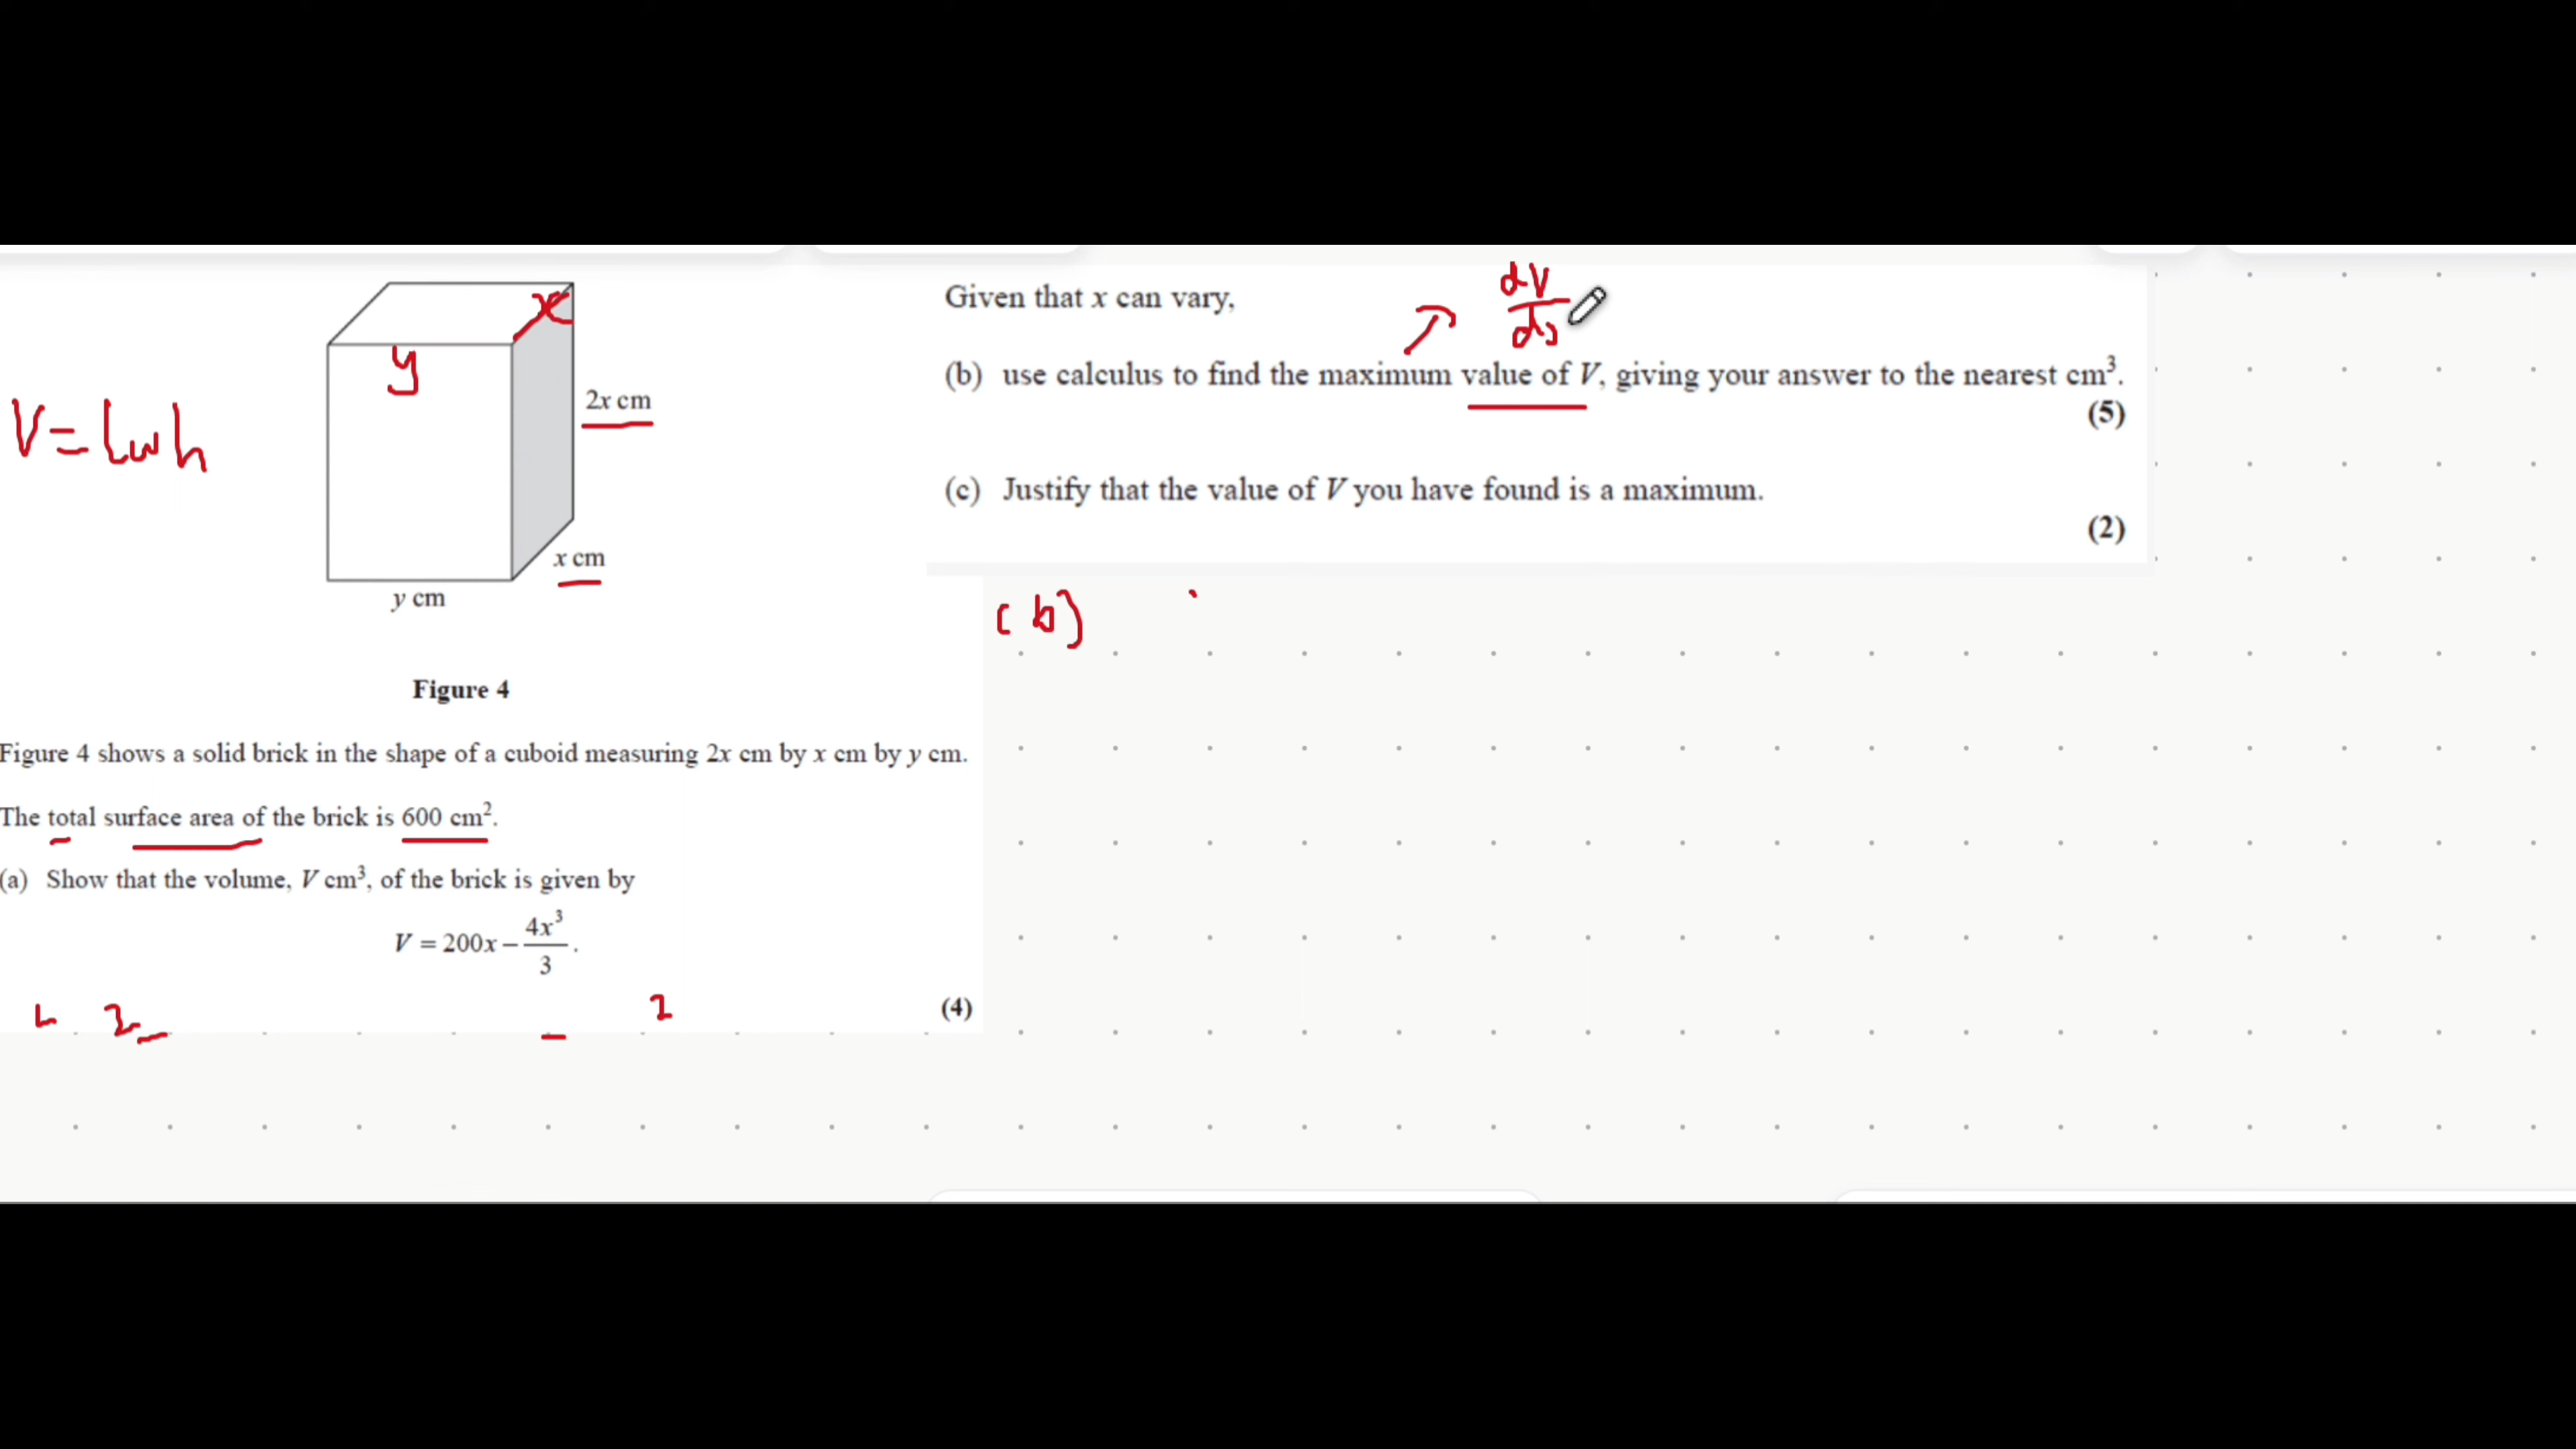 V = lwh
x
y
2x cm
x cm
y cm
Figure 4
Figure 4 shows a solid brick in the shape of a cuboid measuring 2x cm by x cm by y cm.
The total surface area of the brick is 600 cm².
(a) Show that the volume, V cm³, of the brick is given by
V = 200x − 4x³/3 .
(4)
2
2
Given that x can vary,
dV
(b) use calculus to find the maximum value of V, giving your answer to the nearest cm³.
(5)
(c) Justify that the value of V you have found is a maximum.
(2)
(b)